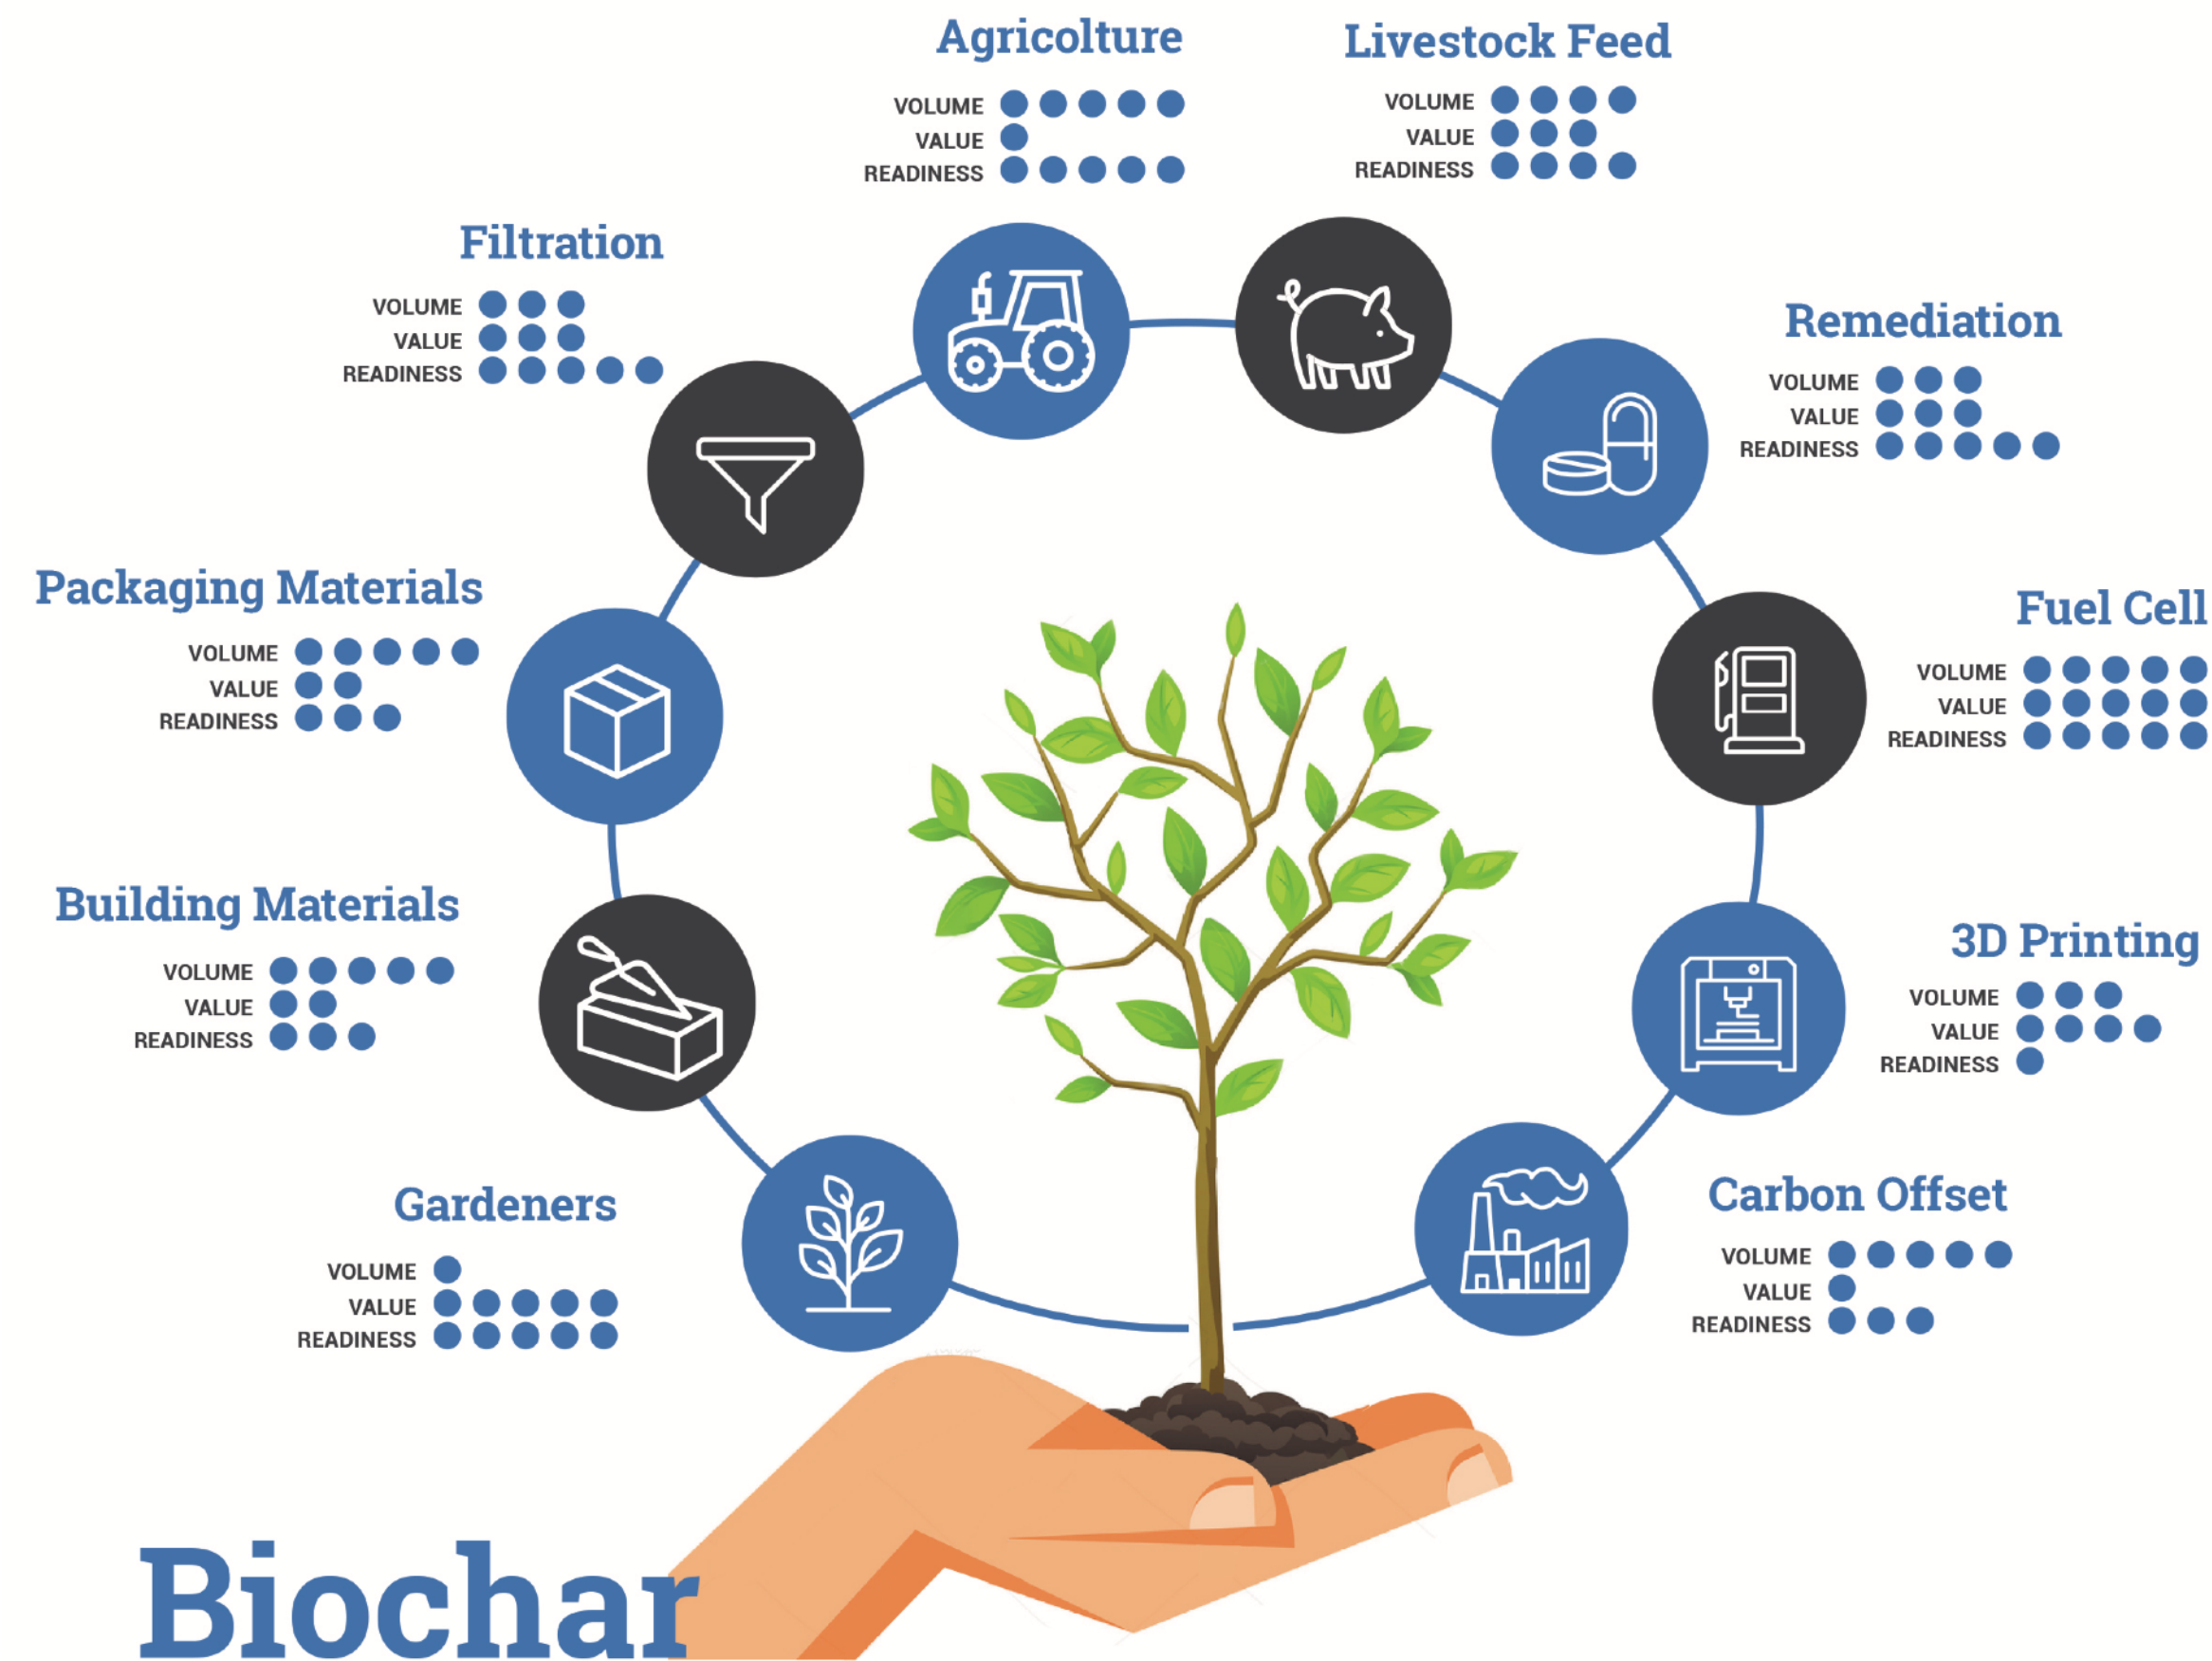 Agricolture
VOLUME
VALUE
READINESS
Livestock Feed
VOLUME
VALUE
READINESS
Filtration
VOLUME
VALUE
READINESS
Remediation
VOLUME
VALUE
READINESS
Packaging Materials
VOLUME
VALUE
READINESS
Fuel Cell
VOLUME
VALUE
READINESS
Building Materials
VOLUME
VALUE
READINESS
3D Printing
VOLUME
VALUE
READINESS
Gardeners
VOLUME
VALUE
READINESS
Carbon Offset
VOLUME
VALUE
READINESS
Biochar